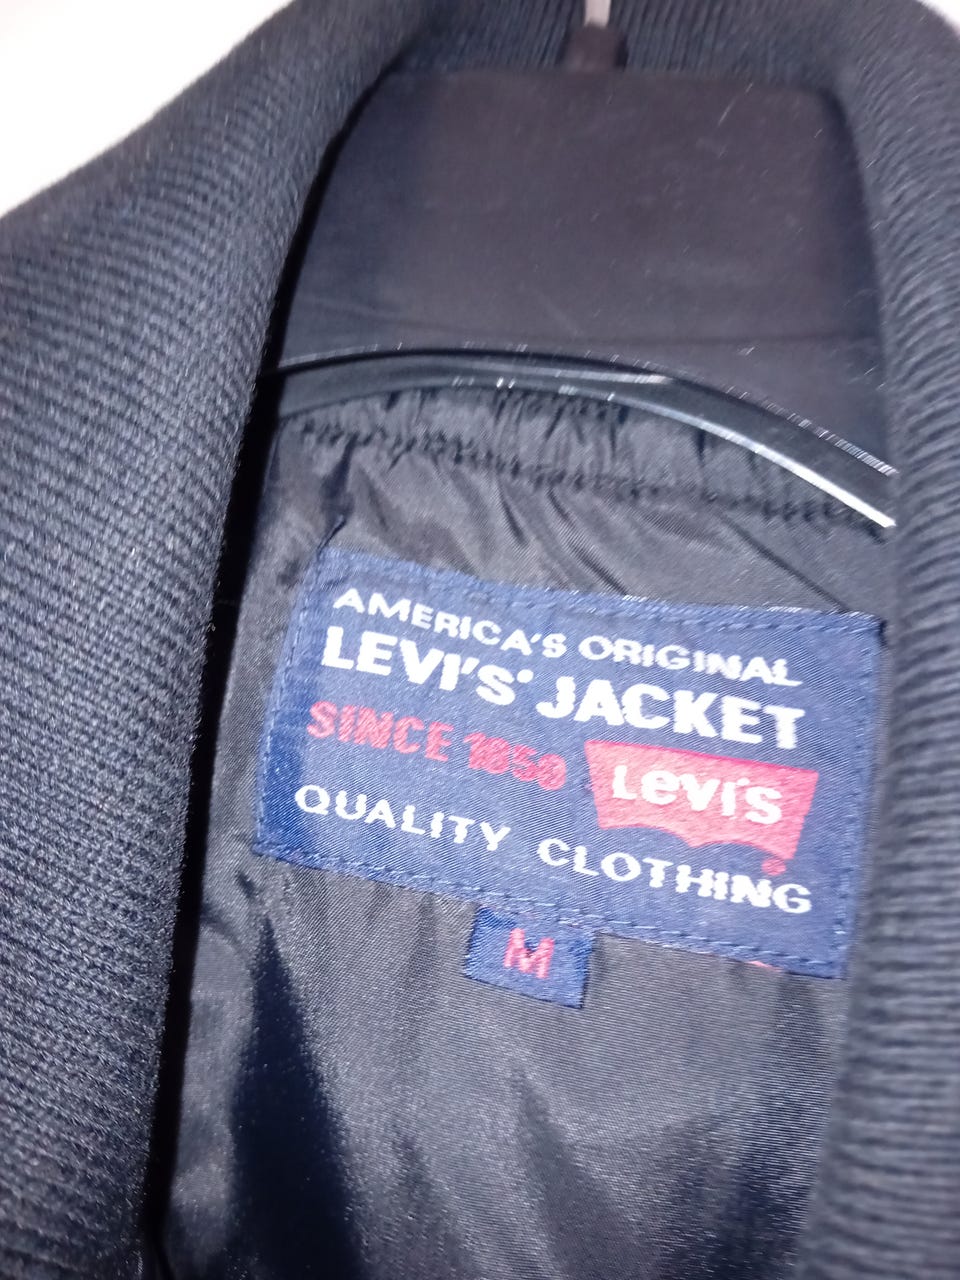 AMERICA'S ORIGINAL
LEVI'S® JACKET
SINCE 1850
Levi's
®
QUALITY CLOTHING
M